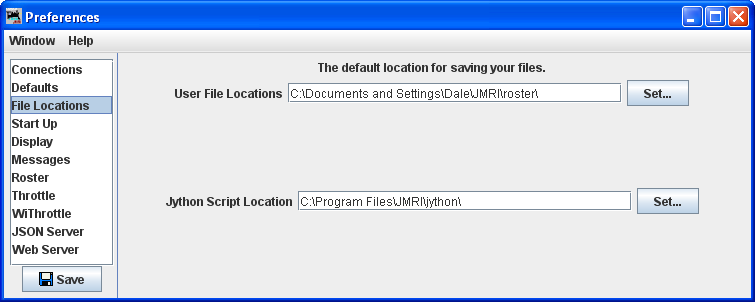 Preferences
Window Help
Connections
Defaults
File Locations
Start Up
Display
Messages
Roster
Throttle
WiThrottle
JSON Server
Web Server
Save
The default location for saving your files.
User File Locations C:\Documents and Settings\Dale\JMRI\roster\ Set...
Jython Script Location C:\Program Files\JMRI\jython\ Set...